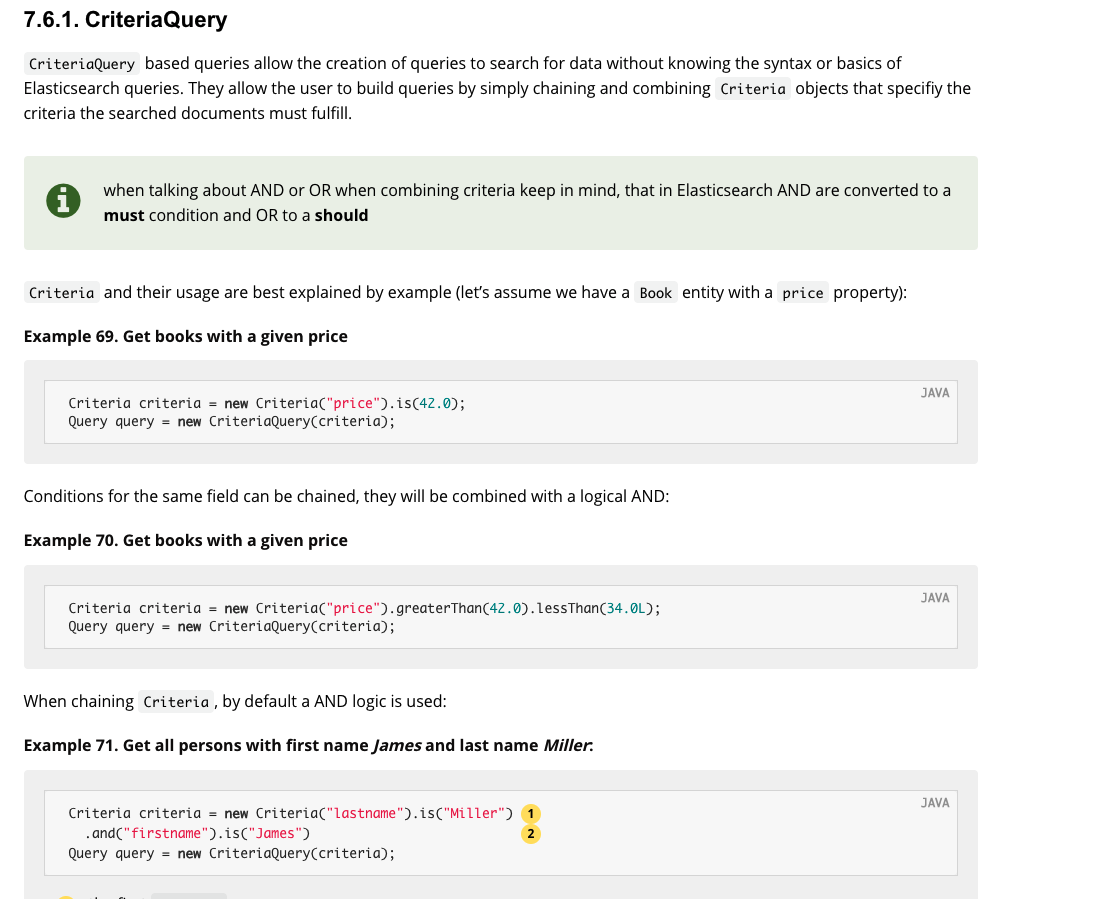 7.6.1. CriteriaQuery
CriteriaQuery based queries allow the creation of queries to search for data without knowing the syntax or basics of
Elasticsearch queries. They allow the user to build queries by simply chaining and combining Criteria objects that specifiy the
criteria the searched documents must fulfill.
when talking about AND or OR when combining criteria keep in mind, that in Elasticsearch AND are converted to a
must condition and OR to a should
Criteria and their usage are best explained by example (let's assume we have a Book entity with a price property):
Example 69. Get books with a given price
JAVA
Criteria criteria = new Criteria("price").is(42.0);
Query query = new CriteriaQuery(criteria);
Conditions for the same field can be chained, they will be combined with a logical AND:
Example 70. Get books with a given price
JAVA
Criteria criteria = new Criteria("price").greaterThan(42.0).lessThan(34.0L);
Query query = new CriteriaQuery(criteria);
When chaining Criteria, by default a AND logic is used:
Example 71. Get all persons with first name James and last name Miller:
JAVA
Criteria criteria = new Criteria("lastname").is("Miller") 1
.and("firstname").is("James") 2
Query query = new CriteriaQuery(criteria);